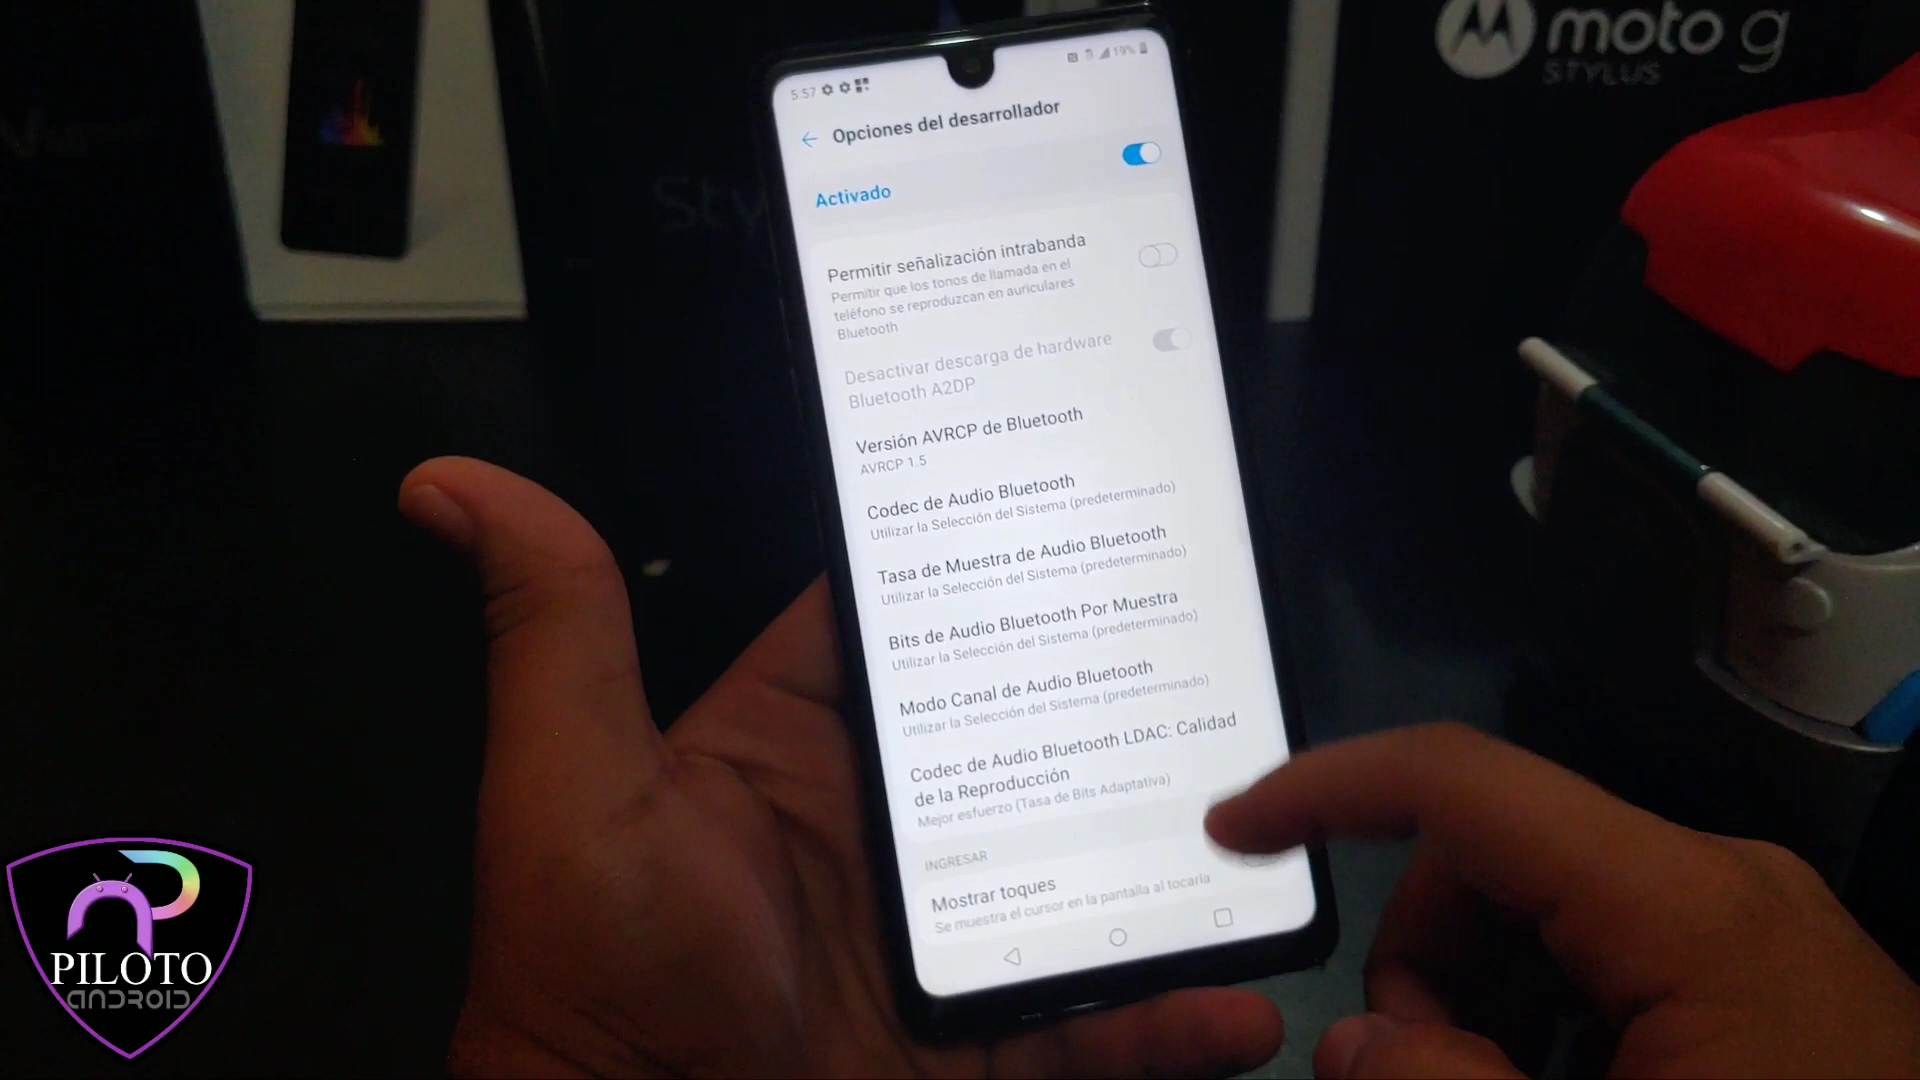 moto g
STYLUS
5:57
19%
Opciones del desarrollador
Activado
Permitir señalización intrabanda
Permitir que los tonos de llamada en el
teléfono se reproduzcan en auriculares
Bluetooth
Desactivar descarga de hardware
Bluetooth A2DP
Versión AVRCP de Bluetooth
AVRCP 1.5
Codec de Audio Bluetooth
Utilizar la Selección del Sistema (predeterminado)
Tasa de Muestra de Audio Bluetooth
Utilizar la Selección del Sistema (predeterminado)
Bits de Audio Bluetooth Por Muestra
Utilizar la Selección del Sistema (predeterminado)
Modo Canal de Audio Bluetooth
Utilizar la Selección del Sistema (predeterminado)
Codec de Audio Bluetooth LDAC: Calidad
de la Reproducción
Mejor esfuerzo (Tasa de Bits Adaptativa)
INGRESAR
Mostrar toques
Se muestra el cursor en la pantalla al tocarla
PILOTO
ANDROID